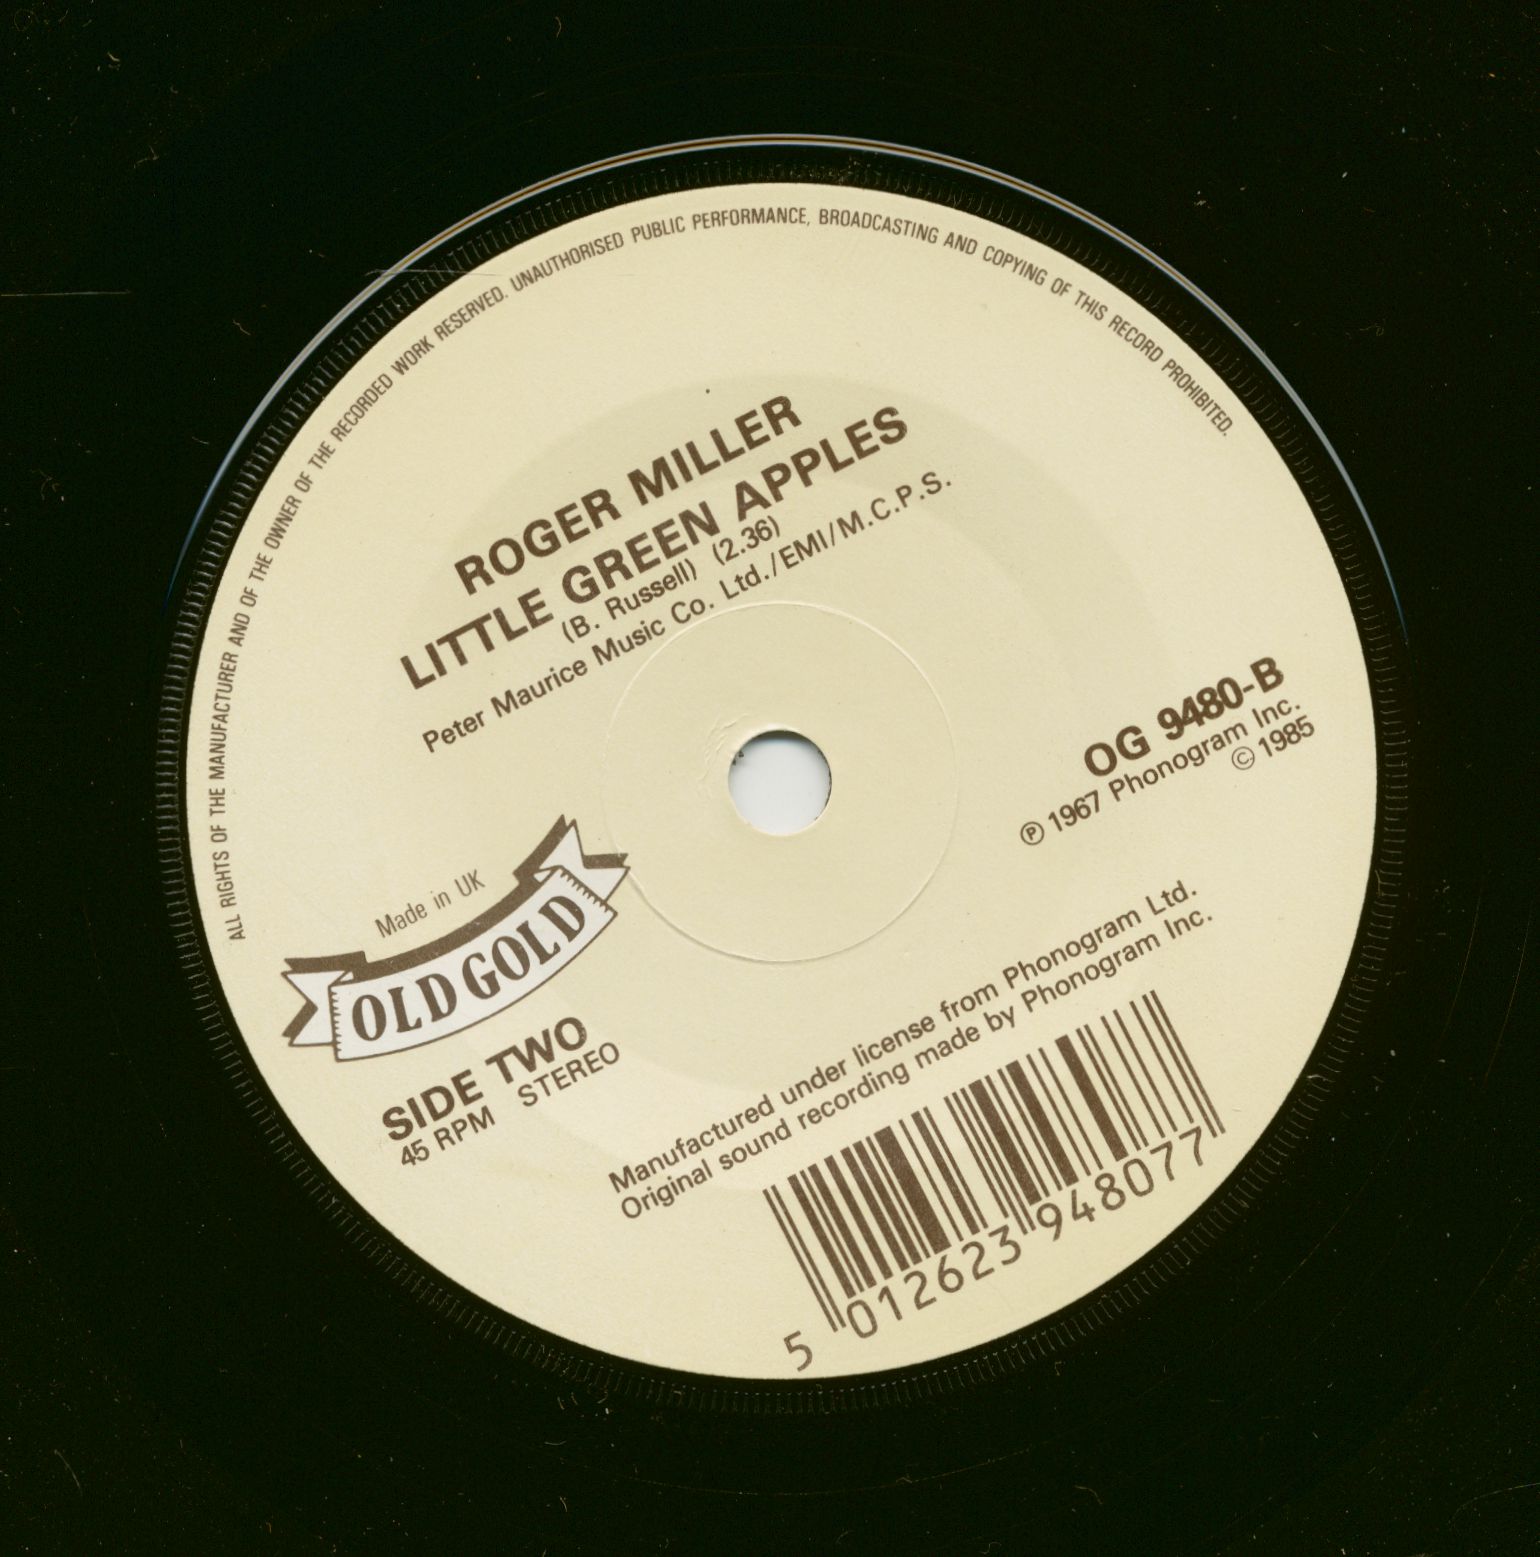 ALL RIGHTS OF THE MANUFACTURER AND OF THE OWNER OF THE RECORDED WORK RESERVED. UNAUTHORISED PUBLIC PERFORMANCE, BROADCASTING AND COPYING OF THIS RECORD PROHIBITED.
ROGER MILLER
LITTLE GREEN APPLES
(B. Russell) (2.36)
Peter Maurice Music Co. Ltd./EMI/M.C.P.S.
OG 9480-B
℗ 1967 Phonogram Inc.
© 1985
Made in UK
OLD GOLD
SIDE TWO
45 RPM STEREO
Manufactured under license from Phonogram Ltd.
Original sound recording made by Phonogram Inc.
5 012623 948077